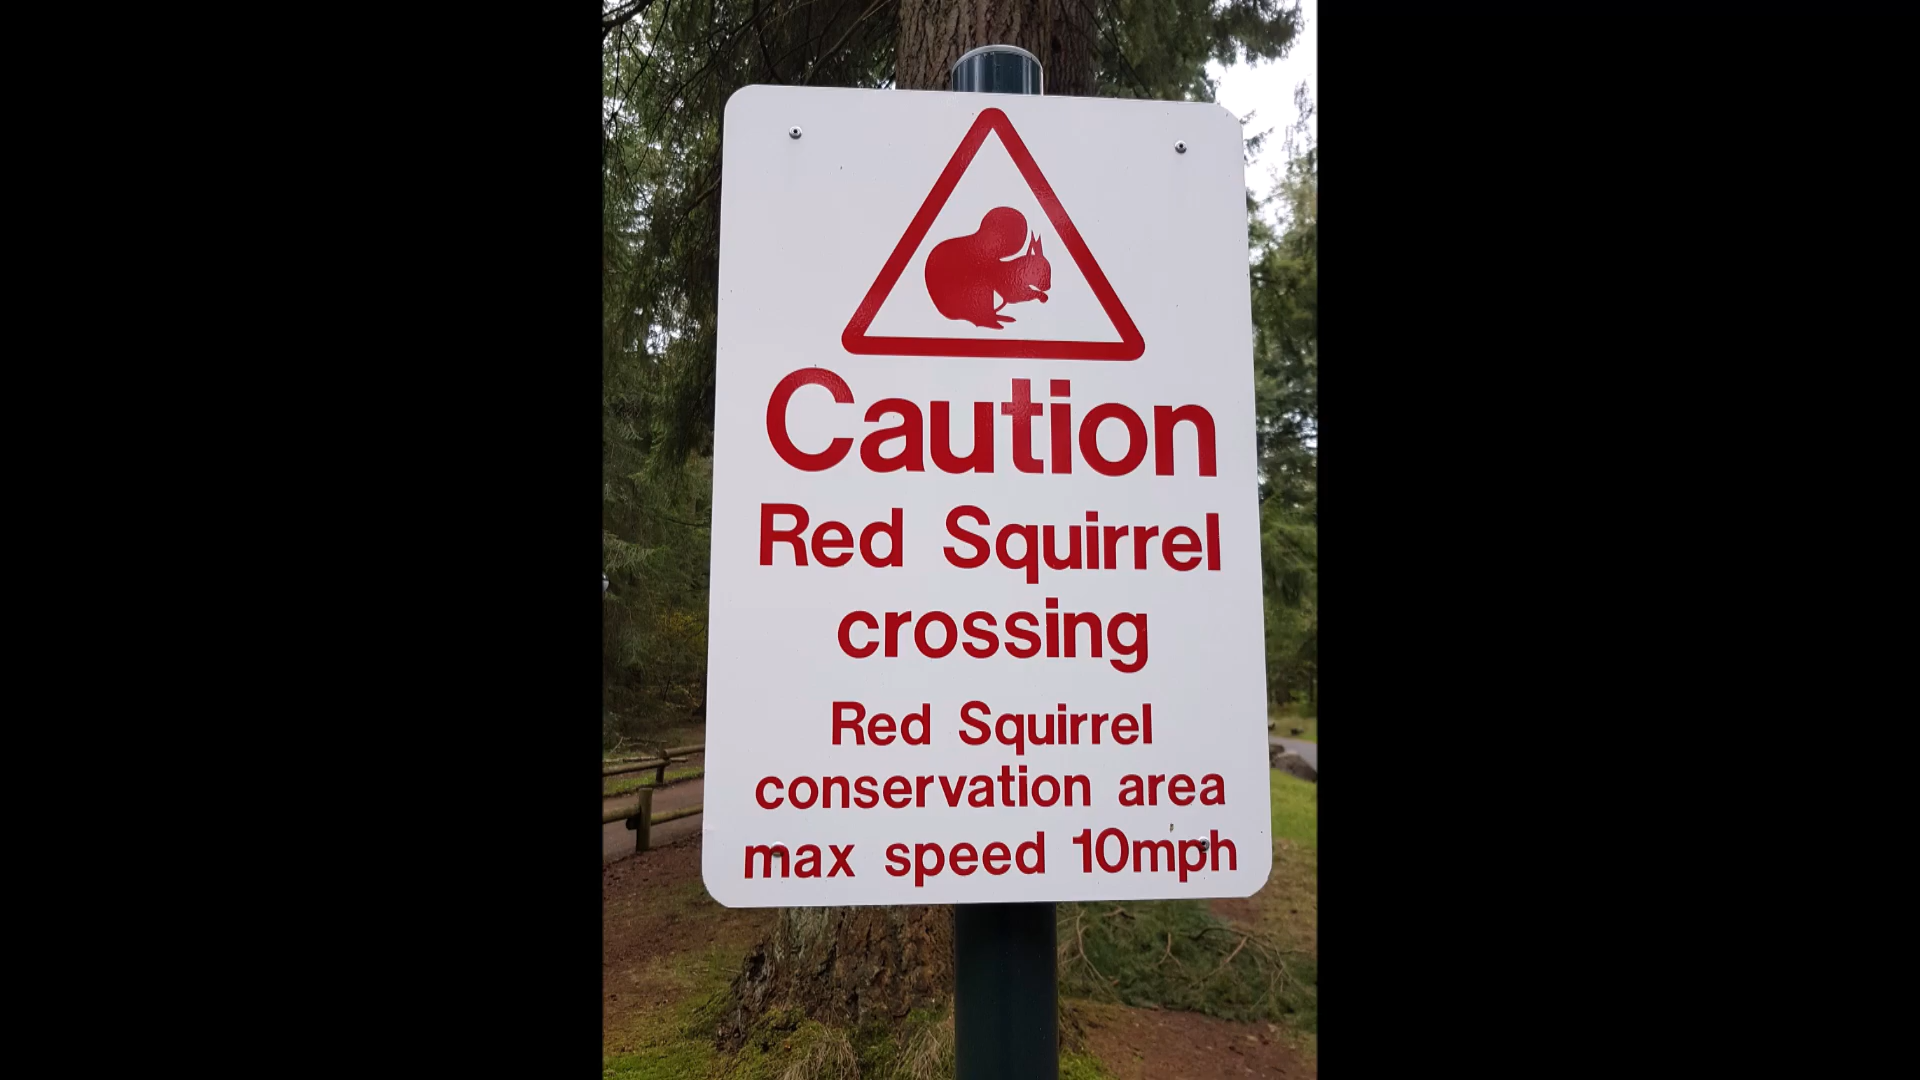 Caution
Red Squirrel
crossing
Red Squirrel
conservation area
max speed 10mph